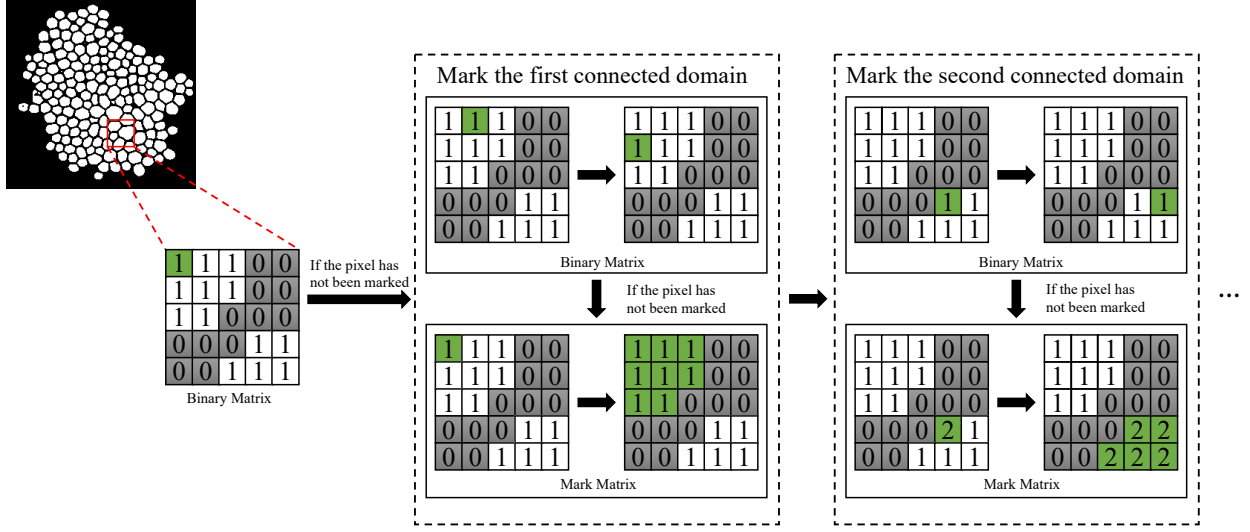 1 1 1 0 0
1 1 1 0 0
1 1 0 0 0
0 0 0 1 1
0 0 1 1 1
Binary Matrix
If the pixel has
not been marked
Mark the first connected domain
1 1 1 0 0
1 1 1 0 0
1 1 0 0 0
0 0 0 1 1
0 0 1 1 1
1 1 1 0 0
1 1 1 0 0
1 1 0 0 0
0 0 0 1 1
0 0 1 1 1
Binary Matrix
If the pixel has
not been marked
1 1 1 0 0
1 1 1 0 0
1 1 0 0 0
0 0 0 1 1
0 0 1 1 1
1 1 1 0 0
1 1 1 0 0
1 1 0 0 0
0 0 0 1 1
0 0 1 1 1
Mark Matrix
Mark the second connected domain
1 1 1 0 0
1 1 1 0 0
1 1 0 0 0
0 0 0 1 1
0 0 1 1 1
1 1 1 0 0
1 1 1 0 0
1 1 0 0 0
0 0 0 1 1
0 0 1 1 1
Binary Matrix
If the pixel has
not been marked
1 1 1 0 0
1 1 1 0 0
1 1 0 0 0
0 0 0 2 1
0 0 1 1 1
1 1 1 0 0
1 1 1 0 0
1 1 0 0 0
0 0 0 2 2
0 0 2 2 2
Mark Matrix
...